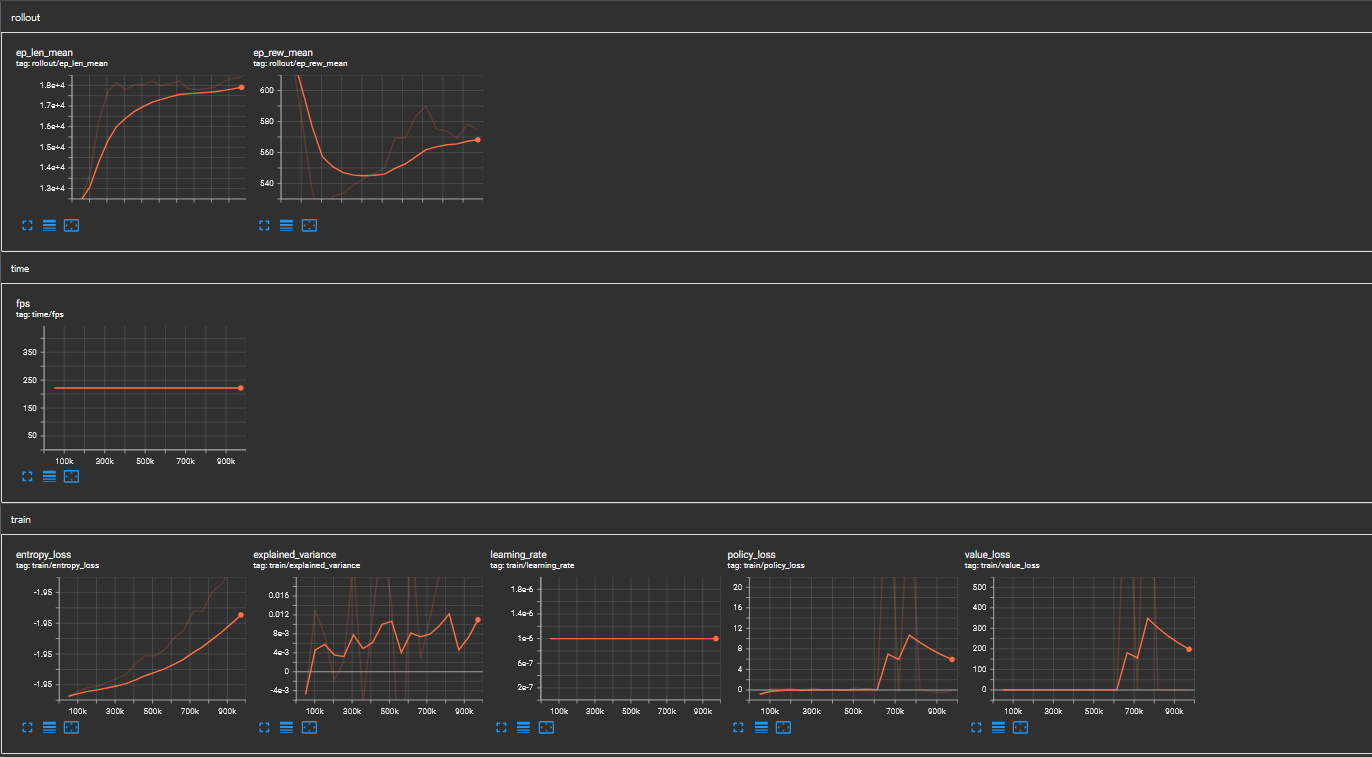 rollout
ep_len_mean
tag: rollout/ep_len_mean
1.8e+4
1.7e+4
1.6e+4
1.5e+4
1.4e+4
1.3e+4
ep_rew_mean
tag: rollout/ep_rew_mean
600
580
560
540
time
fps
tag: time/fps
350
250
150
50
100k 300k 500k 700k 900k
train
entropy_loss
tag: train/entropy_loss
-1.95
-1.95
-1.95
-1.95
100k 300k 500k 700k 900k
explained_variance
tag: train/explained_variance
0.016
0.012
8e-3
4e-3
0
-4e-3
100k 300k 500k 700k 900k
learning_rate
tag: train/learning_rate
1.8e-6
1.4e-6
1e-6
6e-7
2e-7
100k 300k 500k 700k 900k
policy_loss
tag: train/policy_loss
20
16
12
8
4
0
100k 300k 500k 700k 900k
value_loss
tag: train/value_loss
500
400
300
200
100
0
100k 300k 500k 700k 900k